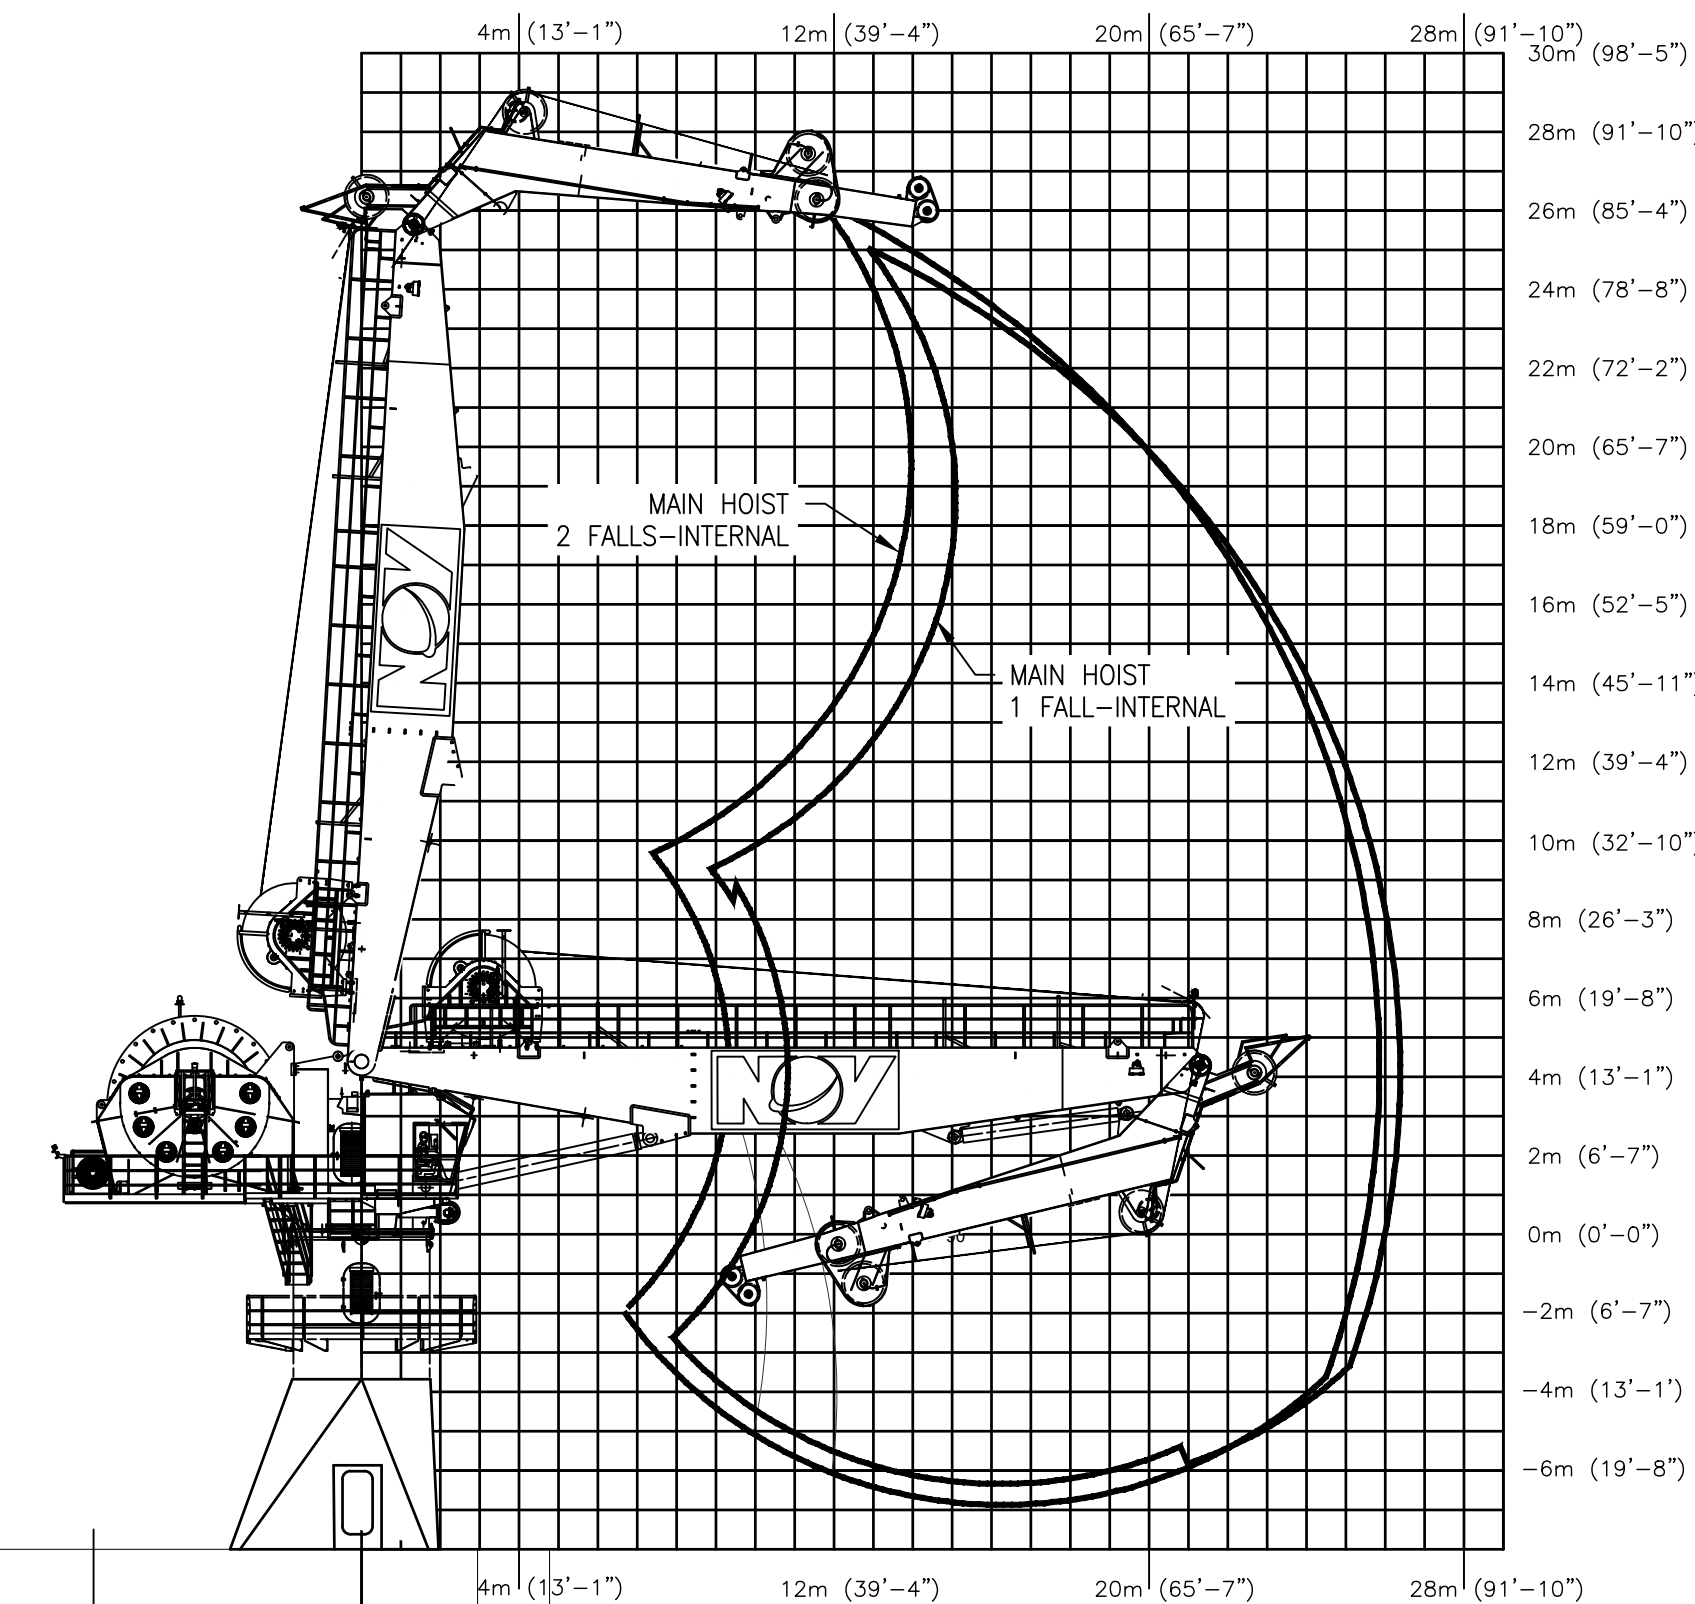 4m (13'-1")
12m (39'-4")
20m (65'-7")
28m (91'-10")
30m (98'-5")
28m (91'-10")
26m (85'-4")
24m (78'-8")
22m (72'-2")
20m (65'-7")
MAIN HOIST
2 FALLS-INTERNAL
18m (59'-0")
NOV
16m (52'-5")
MAIN HOIST
1 FALL-INTERNAL
14m (45'-11")
12m (39'-4")
10m (32'-10")
8m (26'-3")
6m (19'-8")
NOV
4m (13'-1")
2m (6'-7")
0m (0'-0")
-2m (6'-7")
-4m (13'-1')
-6m (19'-8")
4m (13'-1")
12m (39'-4")
20m (65'-7")
28m (91'-10")